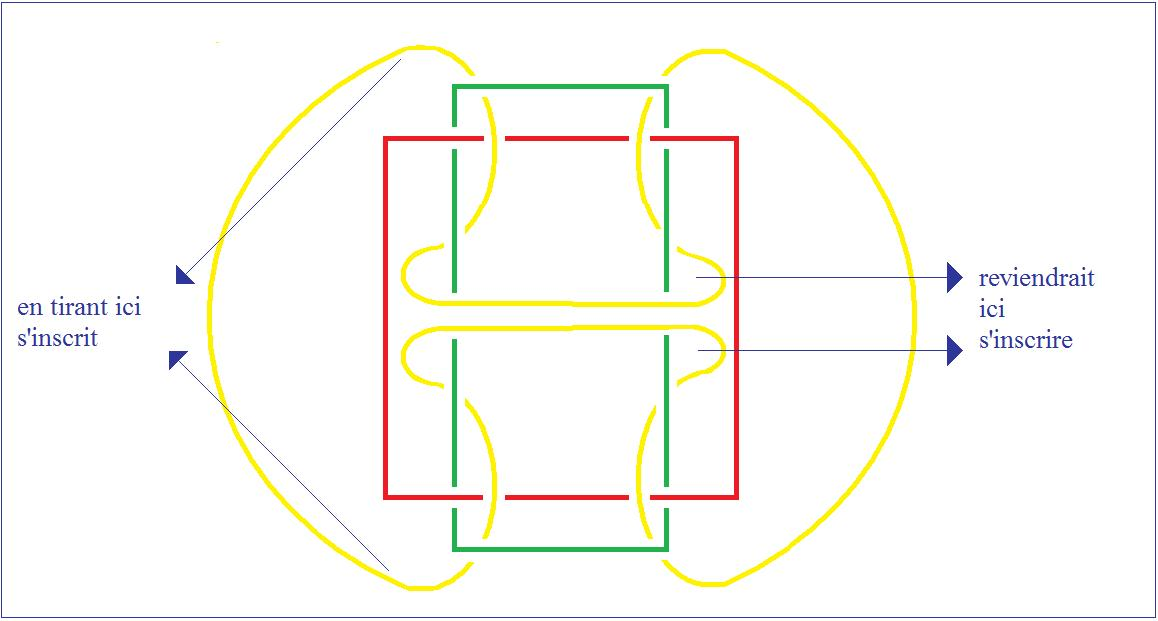 en tirant ici
s'inscrit
reviendrait
ici
s'inscrire